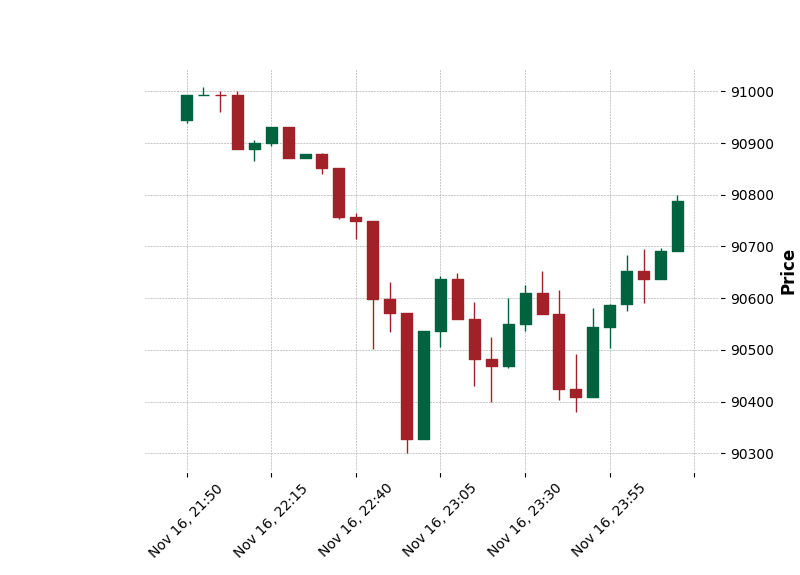 91000
90900
90800
90700
90600
90500
90400
90300
Price
Nov 16, 21:50
Nov 16, 22:15
Nov 16, 22:40
Nov 16, 23:05
Nov 16, 23:30
Nov 16, 23:55